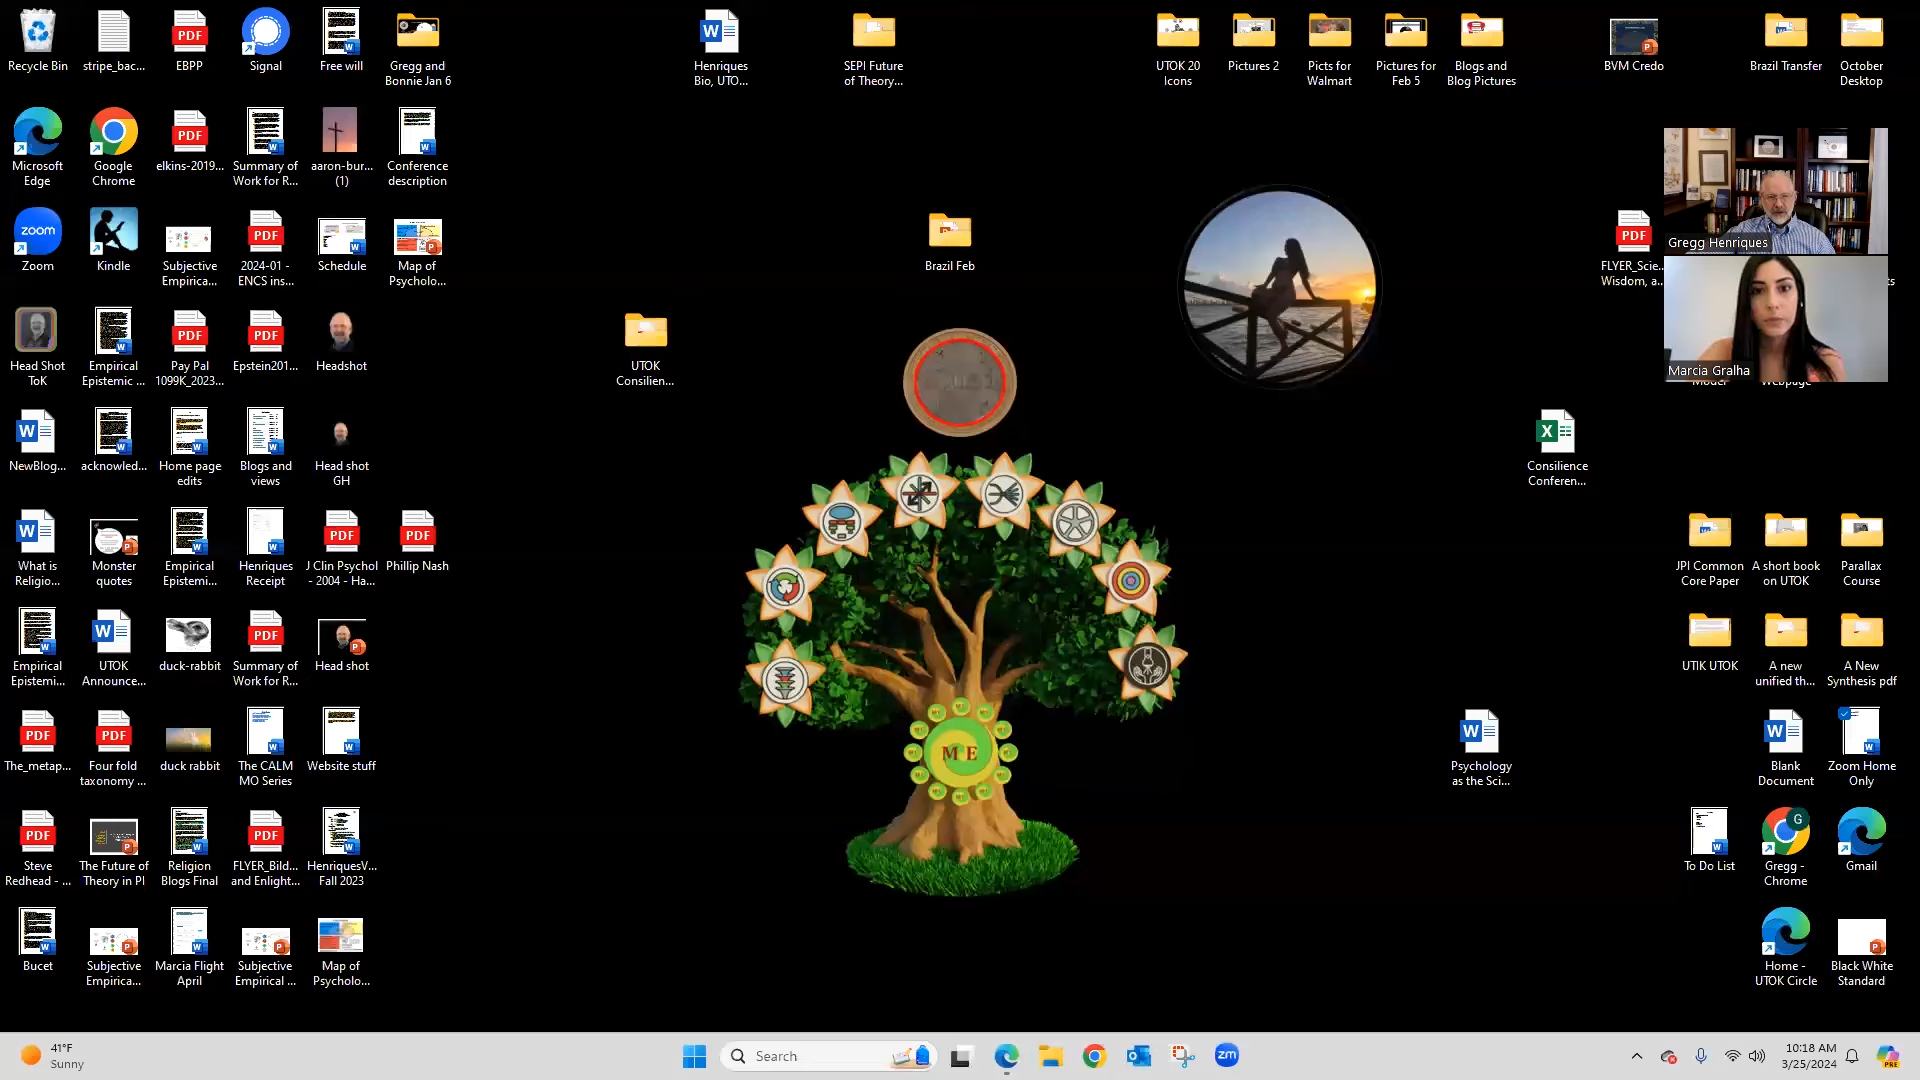 Recycle Bin
stripe_bac...
EBPP
Signal
Free will
Gregg and
Bonnie Jan 6
Henriques
Bio, UTO...
SEPI Future
of Theory...
UTOK 20
Icons
Pictures 2
Picts for
Walmart
Pictures for
Feb 5
Blogs and
Blog Pictures
BVM Credo
Brazil Transfer
October
Desktop
Microsoft
Edge
Google
Chrome
elkins-2019...
Summary of
Work for R...
aaron-bur...
(1)
Conference
description
Gregg Henriques
zoom
Zoom
Kindle
Subjective
Empirica...
2024-01 -
ENCS ins...
Schedule
Map of
Psycholo...
Brazil Feb
FLYER_Scie...
Wisdom, a...
Marcia Gralha
Head Shot
ToK
Empirical
Epistemic ...
Pay Pal
1099K_2023...
Epstein201...
Headshot
UTOK
Consilien...
NewBlog...
acknowled...
Home page
edits
Blogs and
views
Head shot
GH
Consilience
Conferen...
What is
Religio...
Monster
quotes
Empirical
Epistemi...
Henriques
Receipt
J Clin Psychol
- 2004 - Ha...
Phillip Nash
JPI Common
Core Paper
A short book
on UTOK
Parallax
Course
Empirical
Epistemi...
UTOK
Announce...
duck-rabbit
Summary of
Work for R...
Head shot
UTIK UTOK
A new
unified th...
A New
Synthesis pdf
The_metap...
Four fold
taxonomy ...
duck rabbit
The CALM
MO Series
Website stuff
ME
Psychology
as the Sci...
Blank
Document
Zoom Home
Only
Steve
Redhead - ...
The Future of
Theory in Pl
Religion
Blogs Final
FLYER_Bild...
and Enlight...
HenriquesV...
Fall 2023
To Do List
Gregg -
Chrome
Gmail
Bucet
Subjective
Empirica...
Marcia Flight
April
Subjective
Empirical ...
Map of
Psycholo...
Home -
UTOK Circle
Black White
Standard
41°F
Sunny
Search
zm
10:18 AM
3/25/2024
PRE